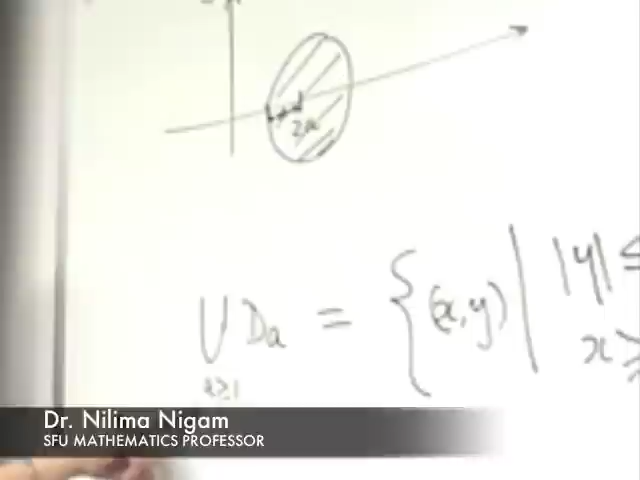 2a
⋃ Da = { (x,y) | |y| ≤
a≥1
x ≥
Dr. Nilima Nigam
SFU MATHEMATICS PROFESSOR